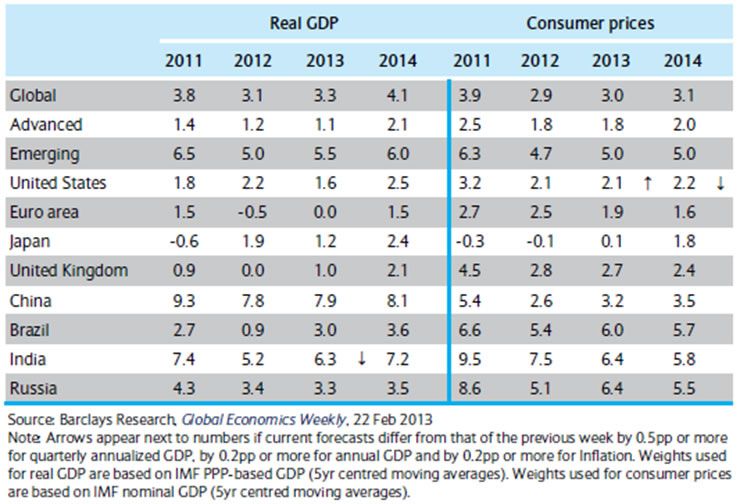 Real GDP Consumer prices
2011 2012 2013 2014 2011 2012 2013 2014
Global 3.8 3.1 3.3 4.1 3.9 2.9 3.0 3.1
Advanced 1.4 1.2 1.1 2.1 2.5 1.8 1.8 2.0
Emerging 6.5 5.0 5.5 6.0 6.3 4.7 5.0 5.0
United States 1.8 2.2 1.6 2.5 3.2 2.1 2.1 ↑ 2.2 ↓
Euro area 1.5 -0.5 0.0 1.5 2.7 2.5 1.9 1.6
Japan -0.6 1.9 1.2 2.4 -0.3 -0.1 0.1 1.8
United Kingdom 0.9 0.0 1.0 2.1 4.5 2.8 2.7 2.4
China 9.3 7.8 7.9 8.1 5.4 2.6 3.2 3.5
Brazil 2.7 0.9 3.0 3.6 6.6 5.4 6.0 5.7
India 7.4 5.2 6.3 ↓ 7.2 9.5 7.5 6.4 5.8
Russia 4.3 3.4 3.3 3.5 8.6 5.1 6.4 5.5
Source: Barclays Research, Global Economics Weekly, 22 Feb 2013
Note: Arrows appear next to numbers if current forecasts differ from that of the previous week by 0.5pp or more
for quarterly annualized GDP, by 0.2pp or more for annual GDP and by 0.2pp or more for Inflation. Weights used
for real GDP are based on IMF PPP-based GDP (5yr centred moving averages). Weights used for consumer prices
are based on IMF nominal GDP (5yr centred moving averages).